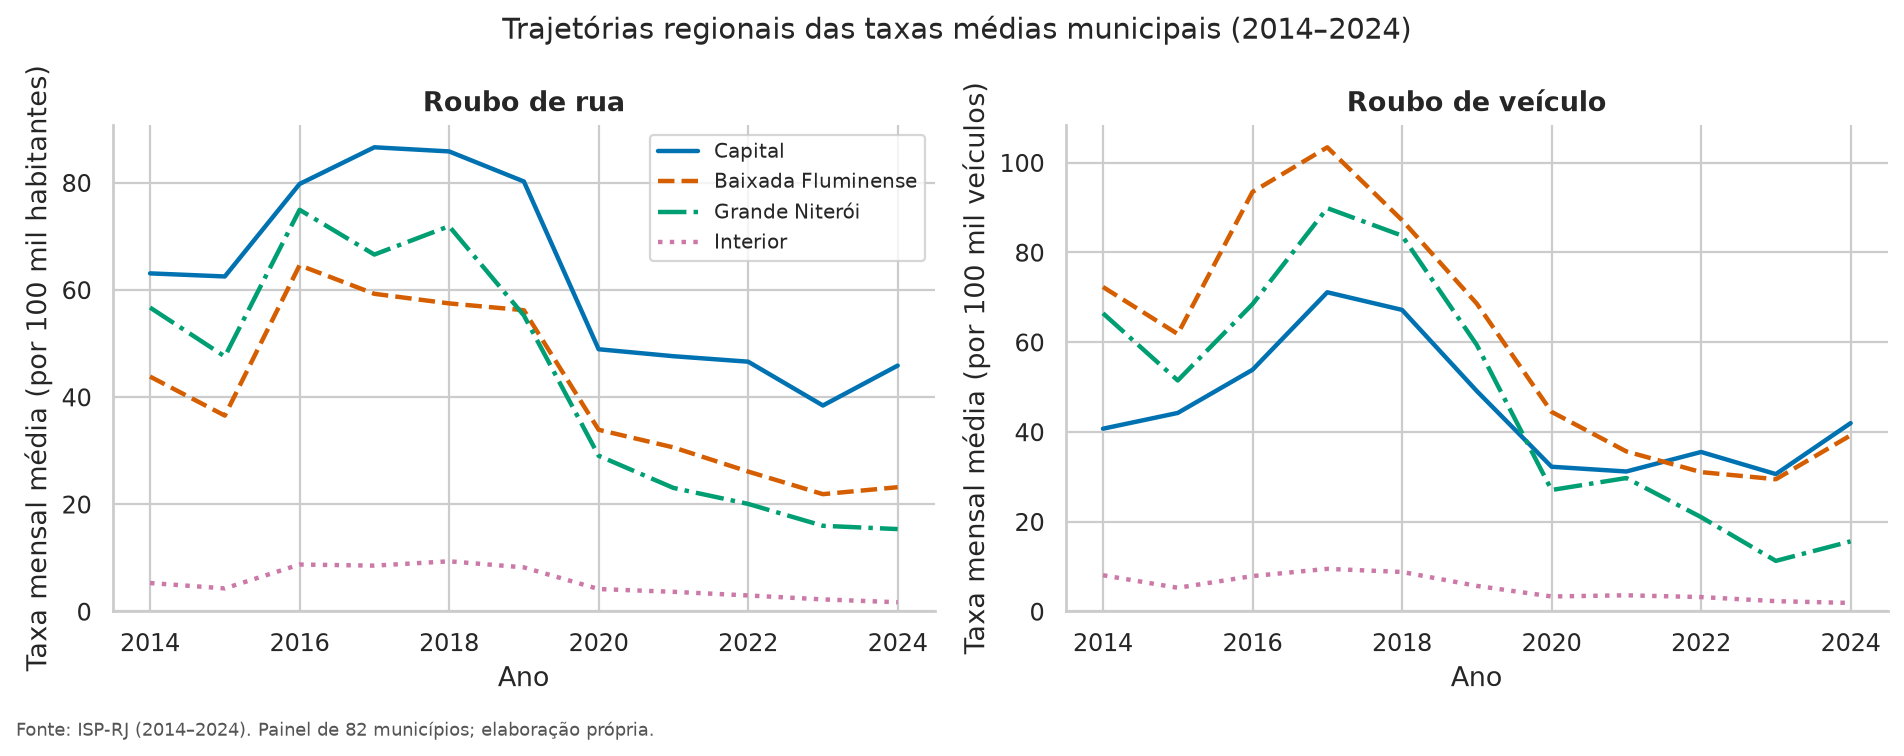 Trajetórias regionais das taxas médias municipais (2014–2024)
Roubo de rua
Taxa mensal média (por 100 mil habitantes)
80
60
40
20
0
Capital
Baixada Fluminense
Grande Niterói
Interior
2014 2016 2018 2020 2022 2024
Ano
Roubo de veículo
Taxa mensal média (por 100 mil veículos)
100
80
60
40
20
0
2014 2016 2018 2020 2022 2024
Ano
Fonte: ISP-RJ (2014–2024). Painel de 82 municípios; elaboração própria.